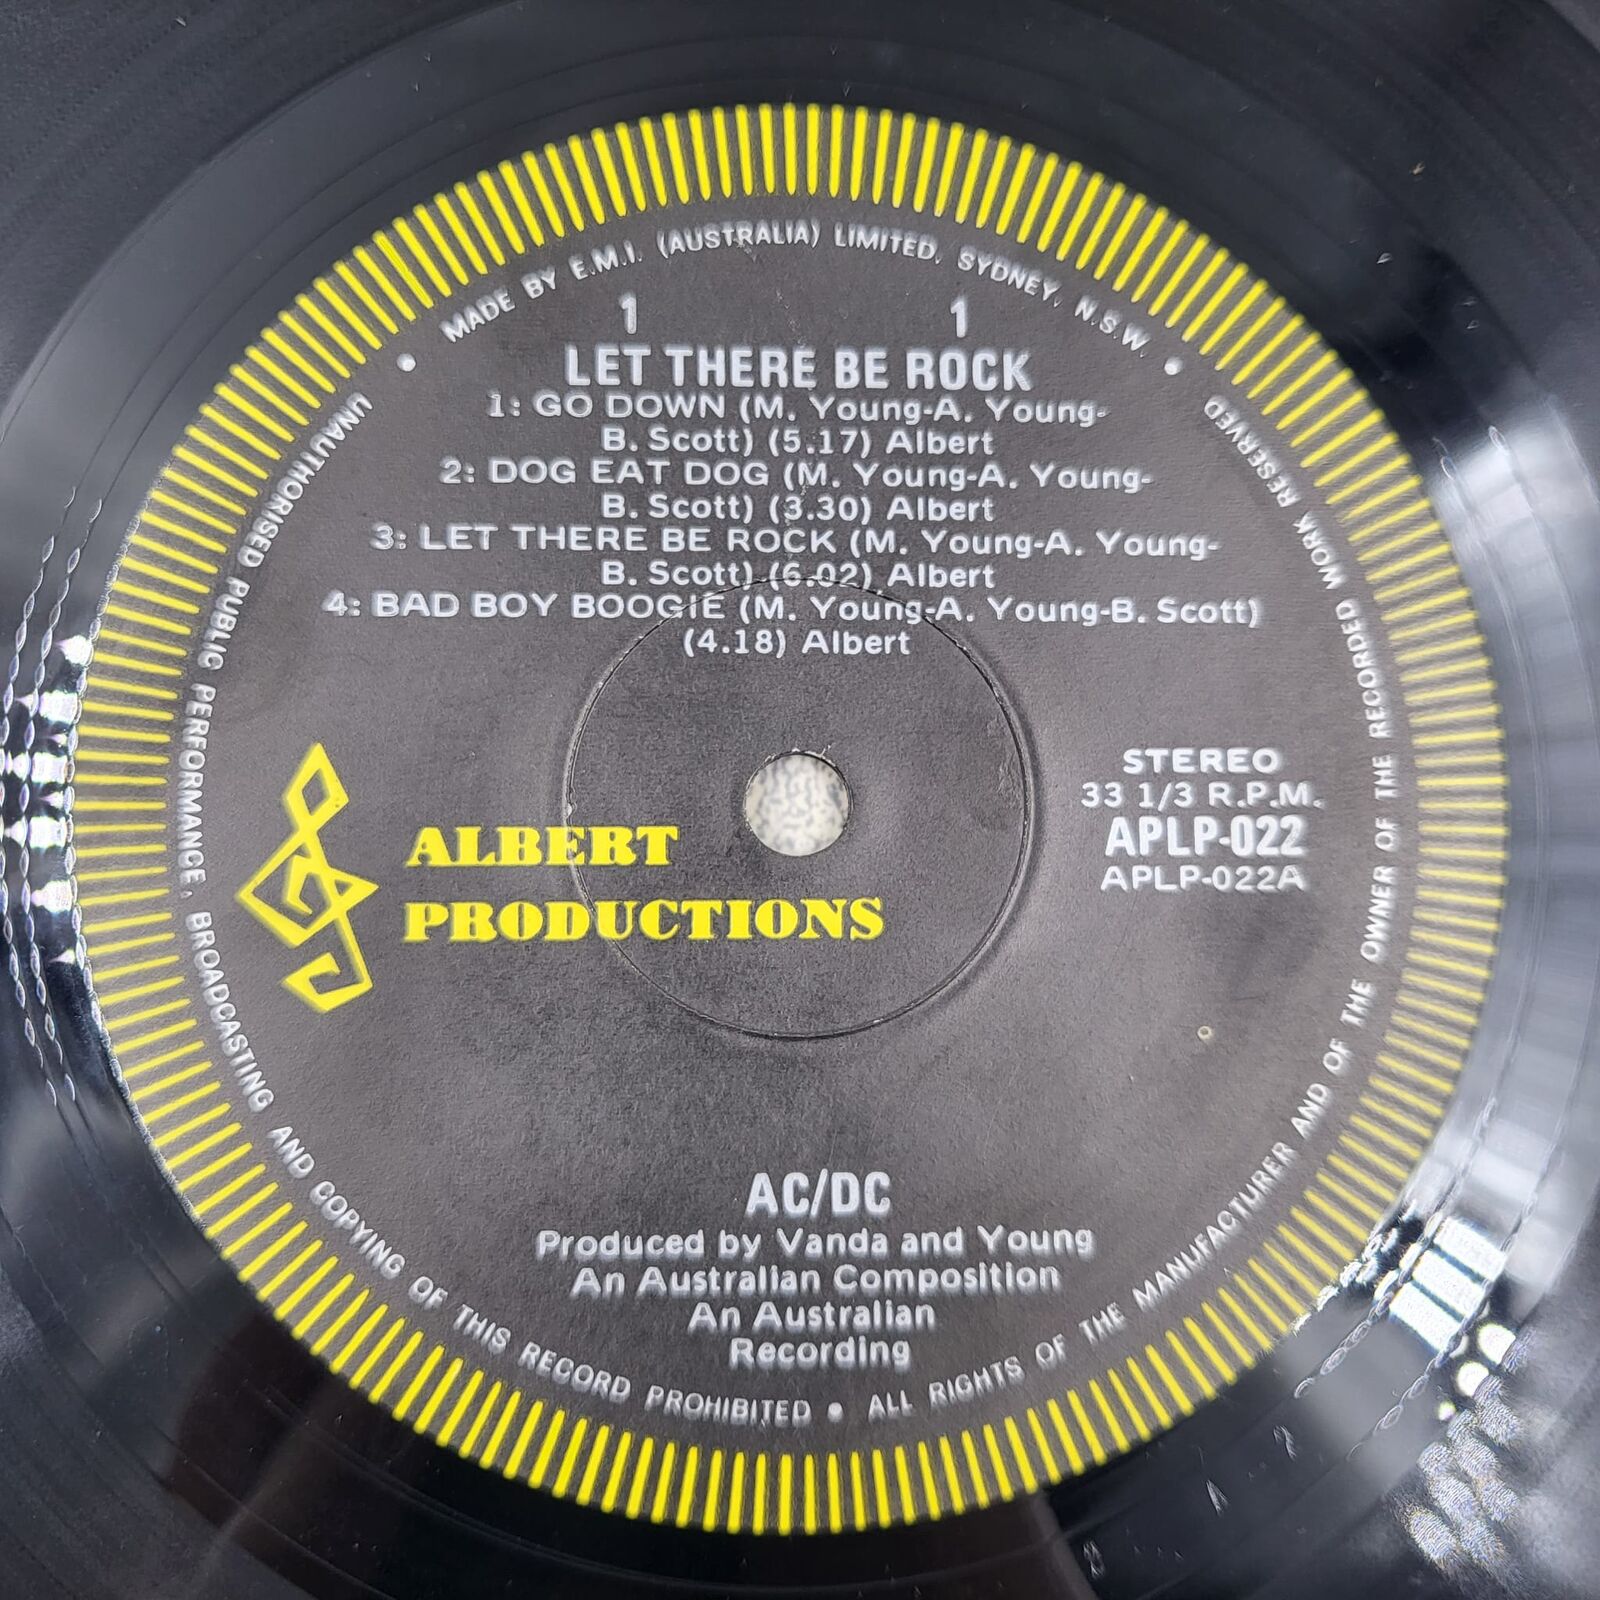 MADE BY E.M.I. (AUSTRALIA) LIMITED. SYDNEY, N.S.W. •
1 1
LET THERE BE ROCK
1: GO DOWN (M. Young-A. Young-
B. Scott) (5.17) Albert
2: DOG EAT DOG (M. Young-A. Young-
B. Scott) (3.30) Albert
3: LET THERE BE ROCK (M. Young-A. Young-
B. Scott) (6.02) Albert
4: BAD BOY BOOGIE (M. Young-A. Young-B. Scott)
(4.18) Albert
STEREO
33 1/3 R.P.M.
APLP-022
APLP-022A
ALBERT
PRODUCTIONS
AC/DC
Produced by Vanda and Young
An Australian Composition
An Australian
Recording
• UNAUTHORISED PUBLIC PERFORMANCE, BROADCASTING AND COPYING OF THIS RECORD PROHIBITED • ALL RIGHTS OF THE MANUFACTURER AND OF THE OWNER OF THE RECORDED WORK RESERVED